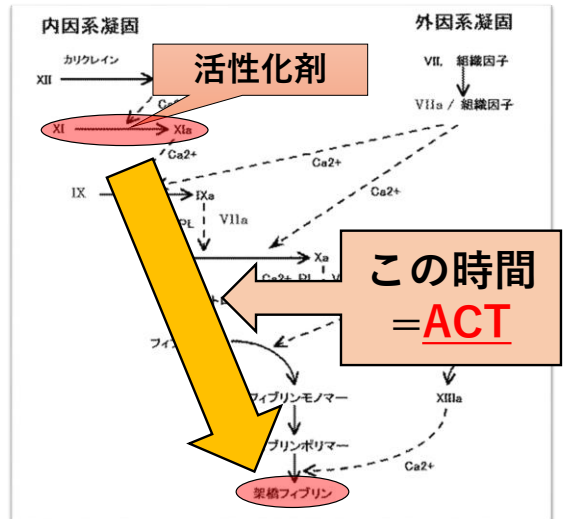 内因系凝固
外因系凝固
カリクレイン
XII
活性化剤
VII, 組織因子
VIIa / 組織因子
XI
XIa
Ca2+
Ca2+
Ca2+
IX
IXa
VIIa
PL
Xa
Ca2+
この時間
=ACT
フィブリンモノマー
XIIIa
フィブリンポリマー
Ca2+
架橋フィブリン